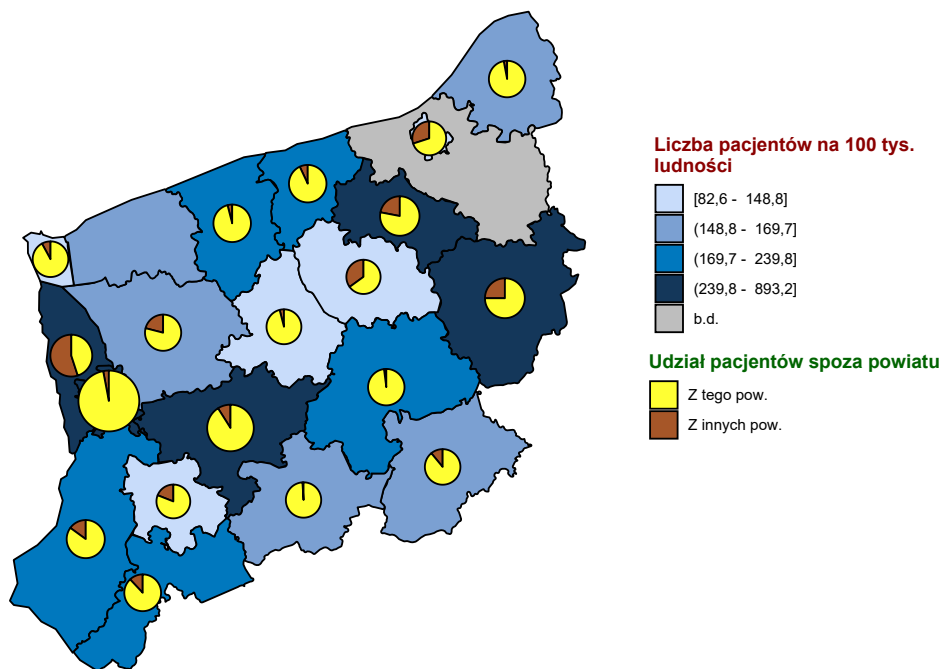 Liczba pacjentów na 100 tys.
ludności
[82,6 - 148,8]
(148,8 - 169,7]
(169,7 - 239,8]
(239,8 - 893,2]
b.d.
Udział pacjentów spoza powiatu
Z tego pow.
Z innych pow.